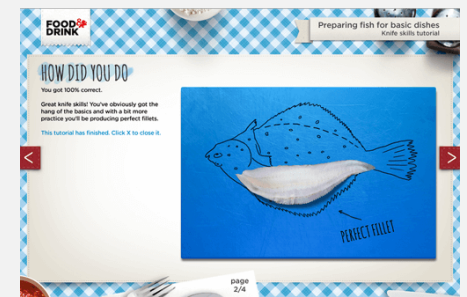 FOOD&
DRINK
Preparing fish for basic dishes
Knife skills tutorial
HOW DID YOU DO
You got 100% correct.
Great knife skills! You've obviously got the
hang of the basics and with a bit more
practice you'll be producing perfect fillets.
This tutorial has finished. Click X to close it.
<
>
PERFECT FILLET
page
2/4